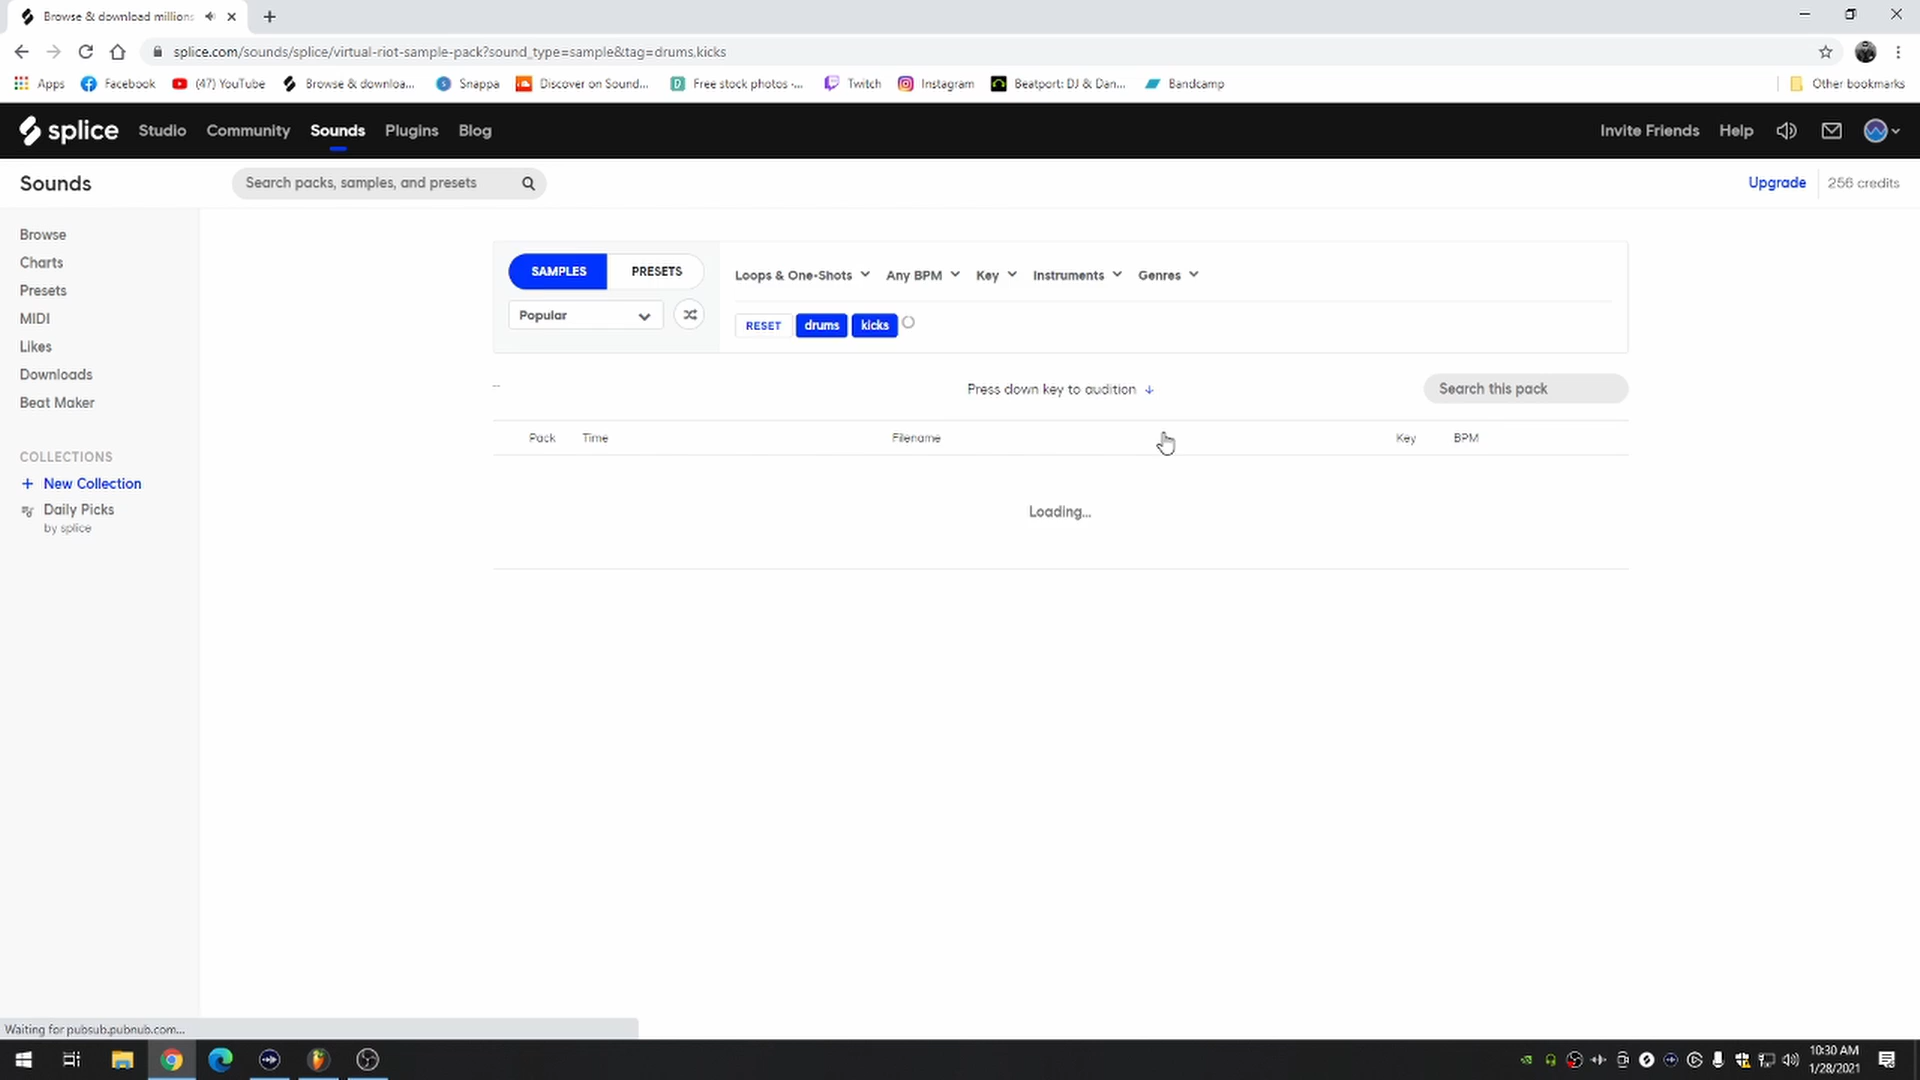 Browse & download millions
splice.com/sounds/splice/virtual-riot-sample-pack?sound_type=sample&tag=drums,kicks
Apps Facebook (47) YouTube Browse & downloa... Snappa Discover on Sound... Free stock photos -... Twitch Instagram Beatport: DJ & Dan... Bandcamp Other bookmarks
splice Studio Community Sounds Plugins Blog Invite Friends Help
Sounds Search packs, samples, and presets Upgrade 256 credits
Browse
Charts
Presets
MIDI
Likes
Downloads
Beat Maker
COLLECTIONS
+ New Collection
Daily Picks
by splice
SAMPLES PRESETS
Popular
Loops & One-Shots Any BPM Key Instruments Genres
RESET drums kicks
-- Press down key to audition ↓ Search this pack
Pack Time Filename Key BPM
Loading...
Waiting for pubsub.pubnub.com...
10:30 AM
1/28/2021